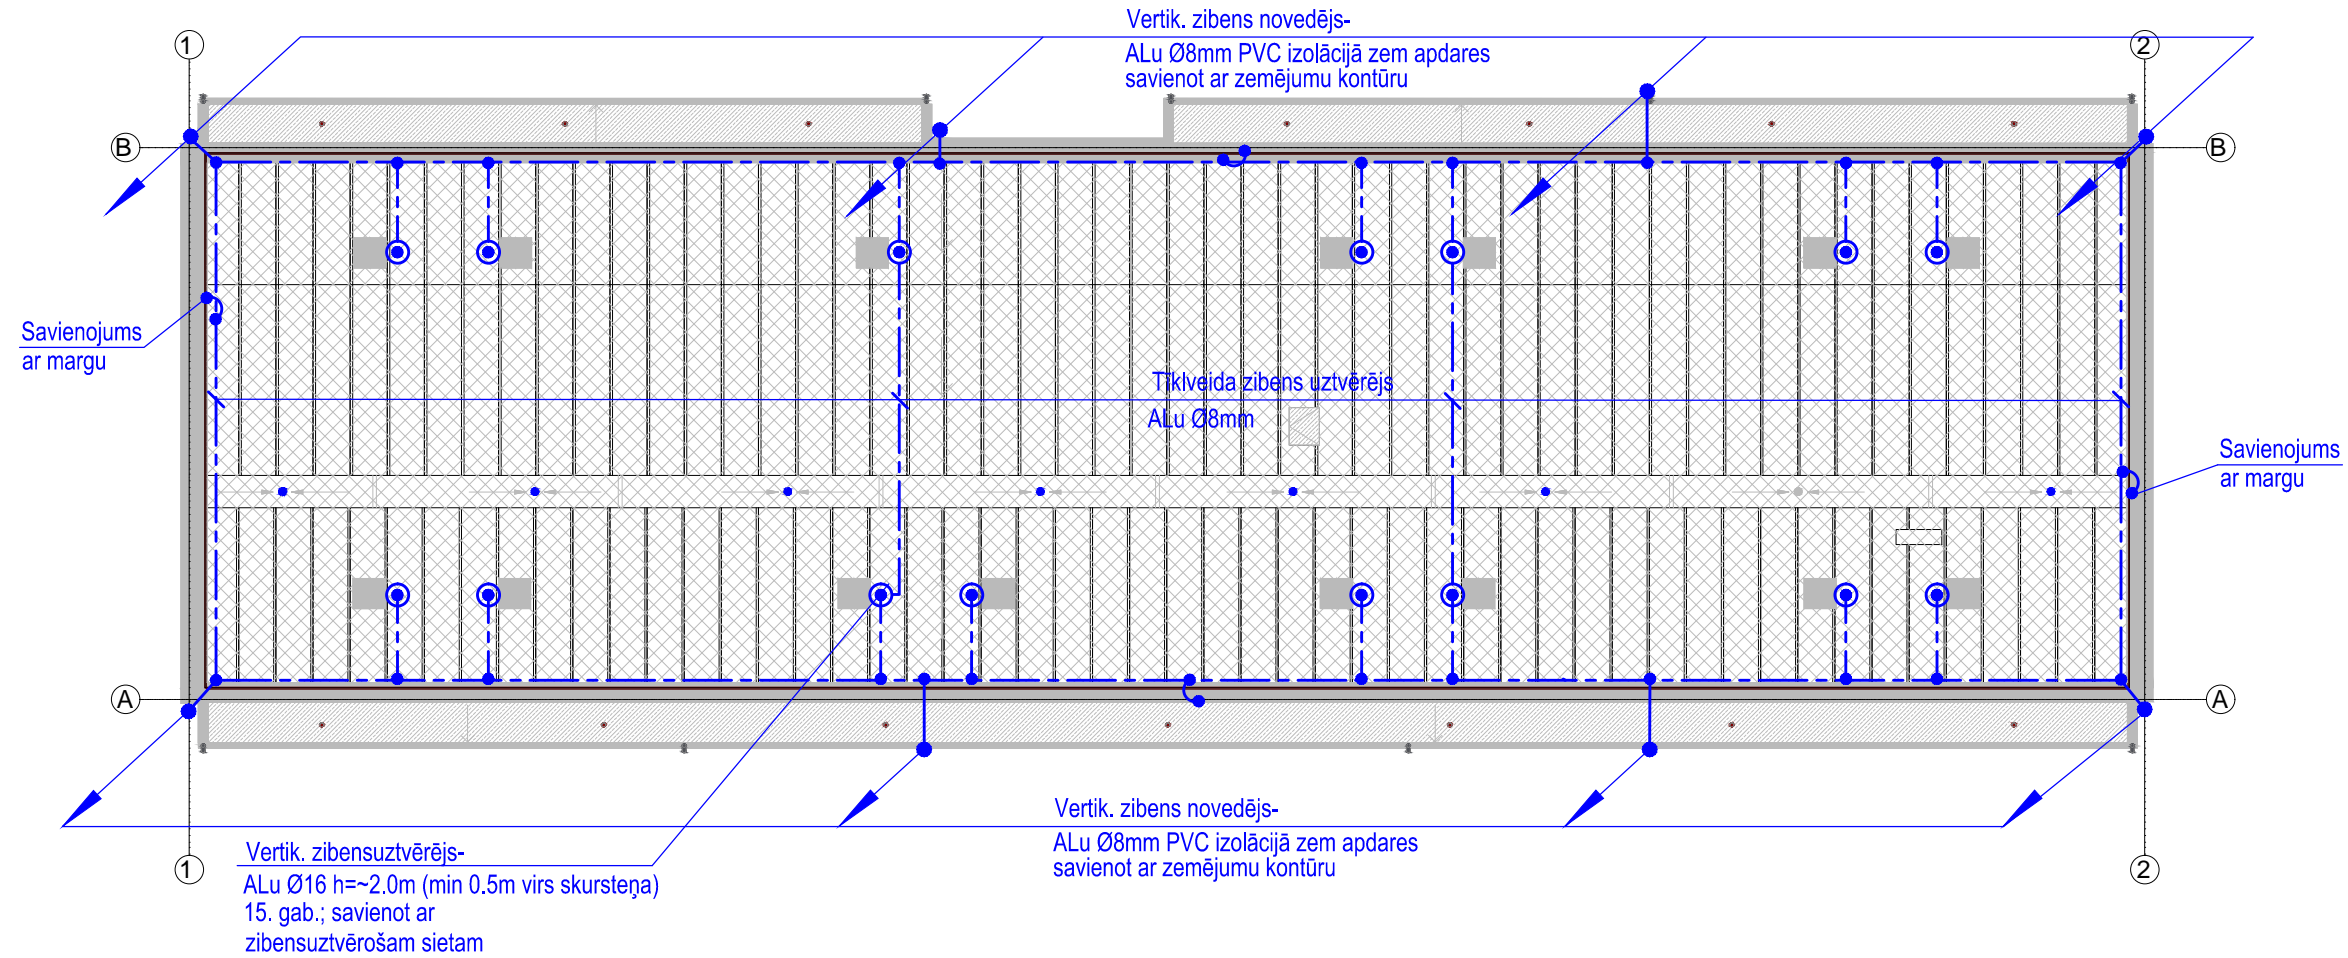 Vertik. zibens novedējs-
ALu Ø8mm PVC izolācijā zem apdares
savienot ar zemējumu kontūru
1
2
B
B
Savienojums
ar margu
Tīklveida zibens uztvērējs
ALu Ø8mm
Savienojums
ar margu
A
A
Vertik. zibens novedējs-
ALu Ø8mm PVC izolācijā zem apdares
savienot ar zemējumu kontūru
1
2
Vertik. zibensuztvērējs-
ALu Ø16 h=~2.0m (min 0.5m virs skursteņa)
15. gab.; savienot ar
zibensuztvērošam sietam